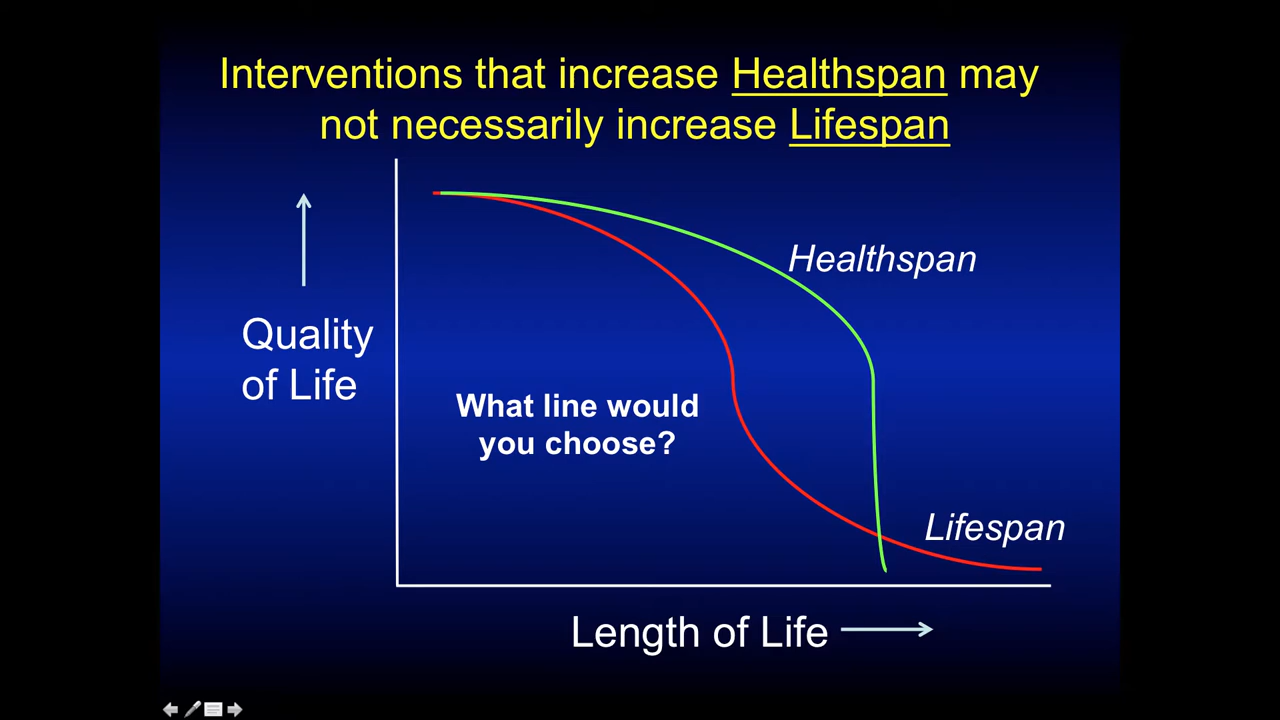 Interventions that increase Healthspan may
not necessarily increase Lifespan
Healthspan
Quality
of Life
What line would
you choose?
Lifespan
Length of Life